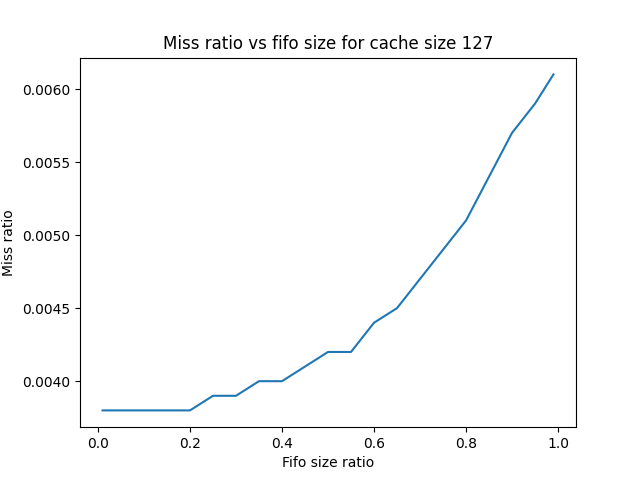 Miss ratio vs fifo size for cache size 127
0.0060
0.0055
0.0050
0.0045
0.0040
Miss ratio
0.0 0.2 0.4 0.6 0.8 1.0
Fifo size ratio